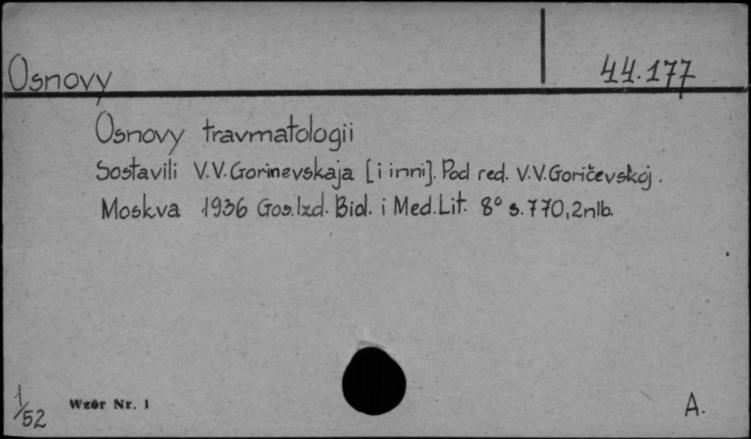 Osnovy
44.177
Osnovy travmatologii
Sostavili V.V. Gorinevskaja [i inni]. Pod red. V.V. Goričevskoj.
Moskva 1936 Gos. Izd. Biol. i Med. Lit. 8° s. 770, 2nlb.
1/52
Wzór Nr. 1
A.